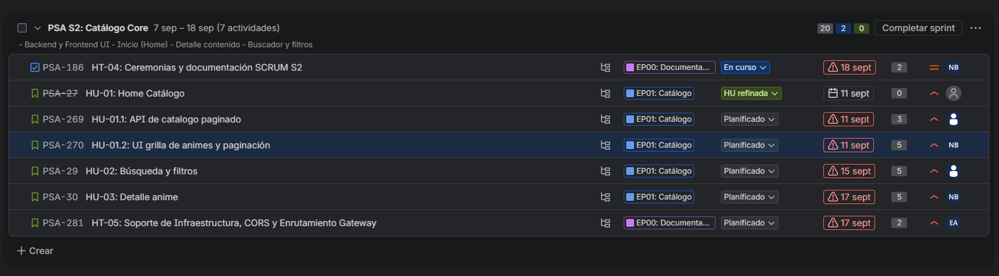 PSA S2: Catálogo Core 7 sep – 18 sep (7 actividades) 20 2 0 Completar sprint
- Backend y Frontend UI - Inicio (Home) - Detalle contenido - Buscador y filtros
PSA-186 HT-04: Ceremonias y documentación SCRUM S2 EP00: Documenta... En curso 18 sept 2 NB
PSA-27 HU-01: Home Catálogo EP01: Catálogo HU refinada 11 sept 0
PSA-269 HU-01.1: API de catalogo paginado EP01: Catálogo Planificado 11 sept 3
PSA-270 HU-01.2: UI grilla de animes y paginación EP01: Catálogo Planificado 11 sept 5 NB
PSA-29 HU-02: Búsqueda y filtros EP01: Catálogo Planificado 15 sept 5
PSA-30 HU-03: Detalle anime EP01: Catálogo Planificado 17 sept 5 NB
PSA-281 HT-05: Soporte de Infraestructura, CORS y Enrutamiento Gateway EP00: Documenta... Planificado 17 sept 2 EA
Crear